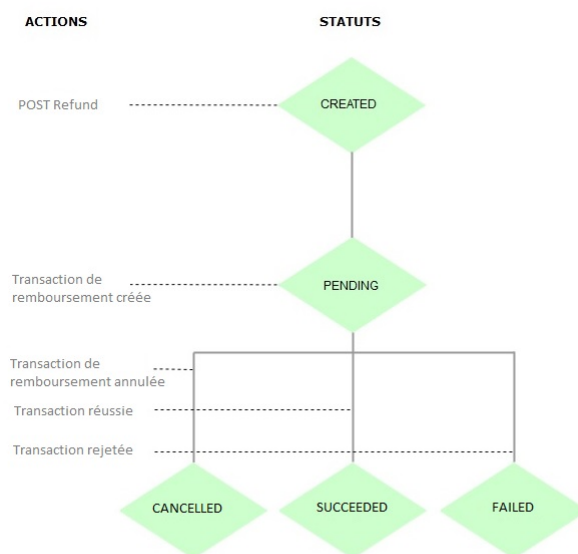 ACTIONS
STATUTS
POST Refund
CREATED
Transaction de
remboursement créée
PENDING
Transaction de
remboursement annulée
Transaction réussie
Transaction rejetée
CANCELLED
SUCCEEDED
FAILED